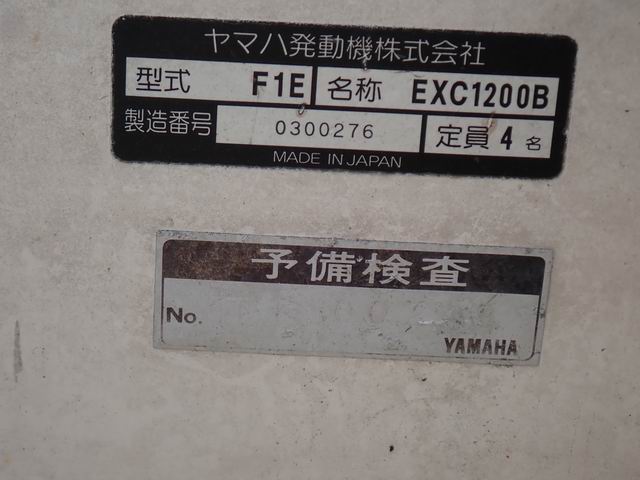 ヤマハ発動機株式会社
型式 F1E 名称 EXC1200B
製造番号 0300276 定員 4 名
MADE IN JAPAN
予備検査
No.
YAMAHA